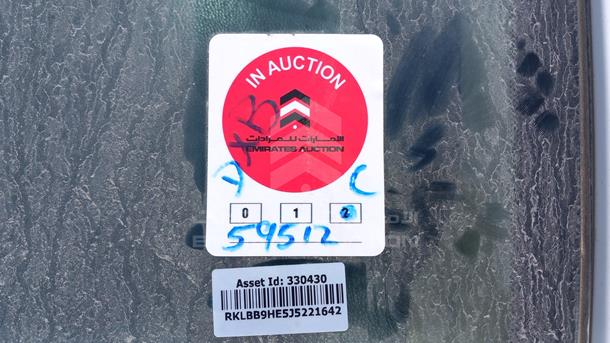 IN AUCTION
الإمارات للمزادات
EMIRATES AUCTION
C
0 1 2
59512
Asset Id: 330430
RKLBB9HE5J5221642